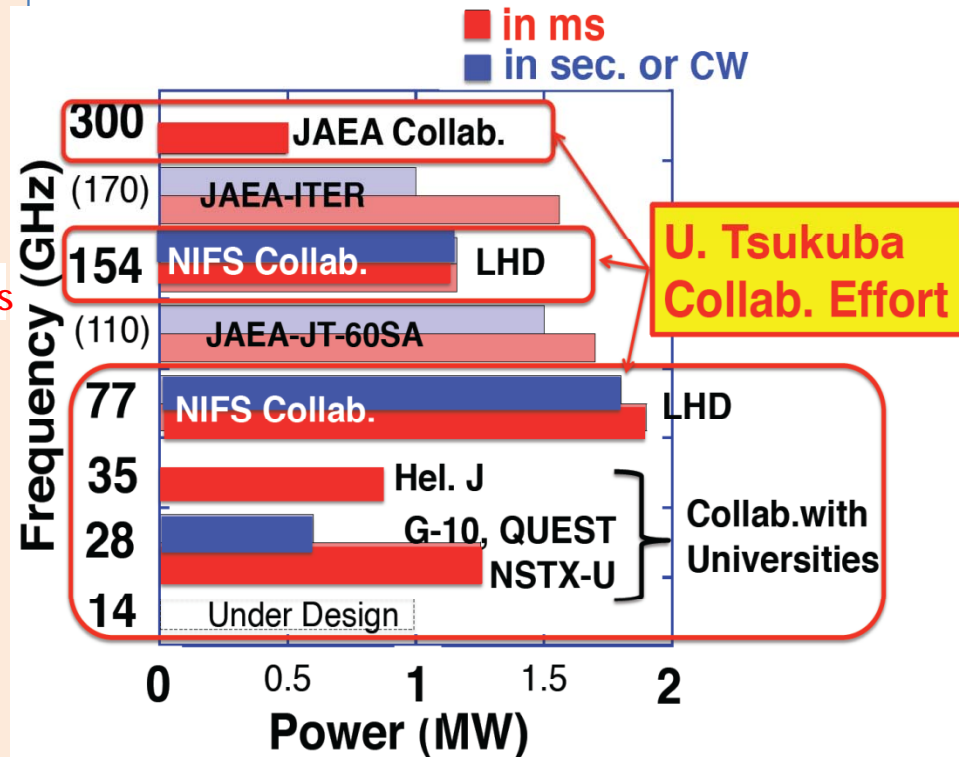 in ms
in sec. or CW
300
JAEA Collab.
(170)
JAEA-ITER
154
NIFS Collab.
LHD
s
(110)
JAEA-JT-60SA
77
NIFS Collab.
LHD
35
Hel. J
28
G-10, QUEST
NSTX-U
14
Under Design
Collab.with
Universities
U. Tsukuba
Collab. Effort
Frequency (GHz)
0 0.5 1 1.5 2
Power (MW)